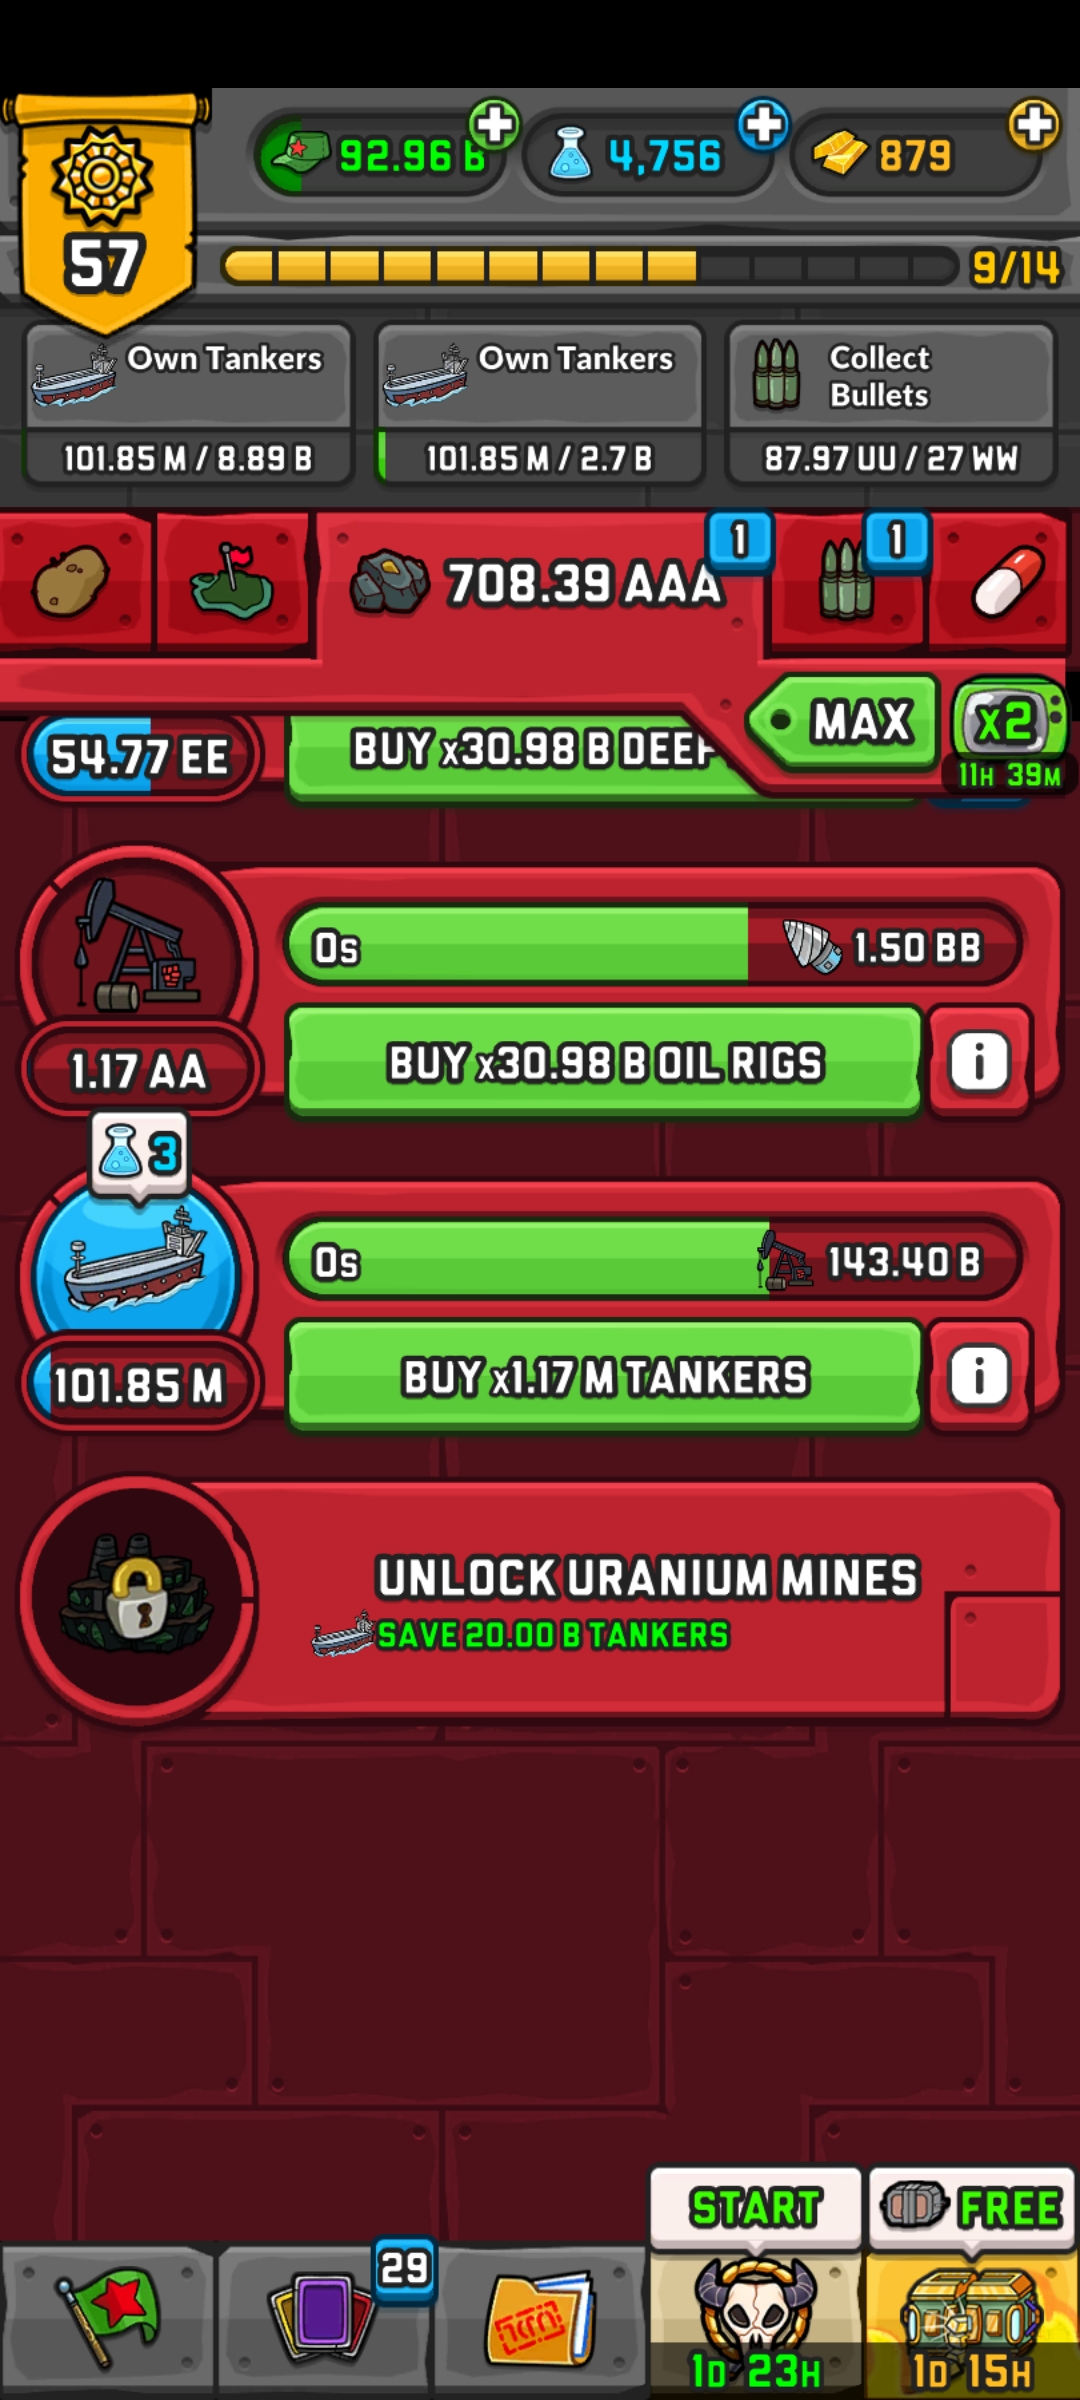 92.96 B
4,756
879
57
9/14
Own Tankers
101.85 M / 8.89 B
Own Tankers
101.85 M / 2.7 B
Collect
Bullets
87.97 UU / 27 WW
708.39 AAA
1
1
MAX
x2
11H 39M
54.77 EE
BUY x30.98 B DEEP
0s
1.50 BB
1.17 AA
BUY x30.98 B OIL RIGS
i
3
0s
143.40 B
101.85 M
BUY x1.17 M TANKERS
i
UNLOCK URANIUM MINES
SAVE 20.00 B TANKERS
29
START
1D 23H
FREE
1D 15H